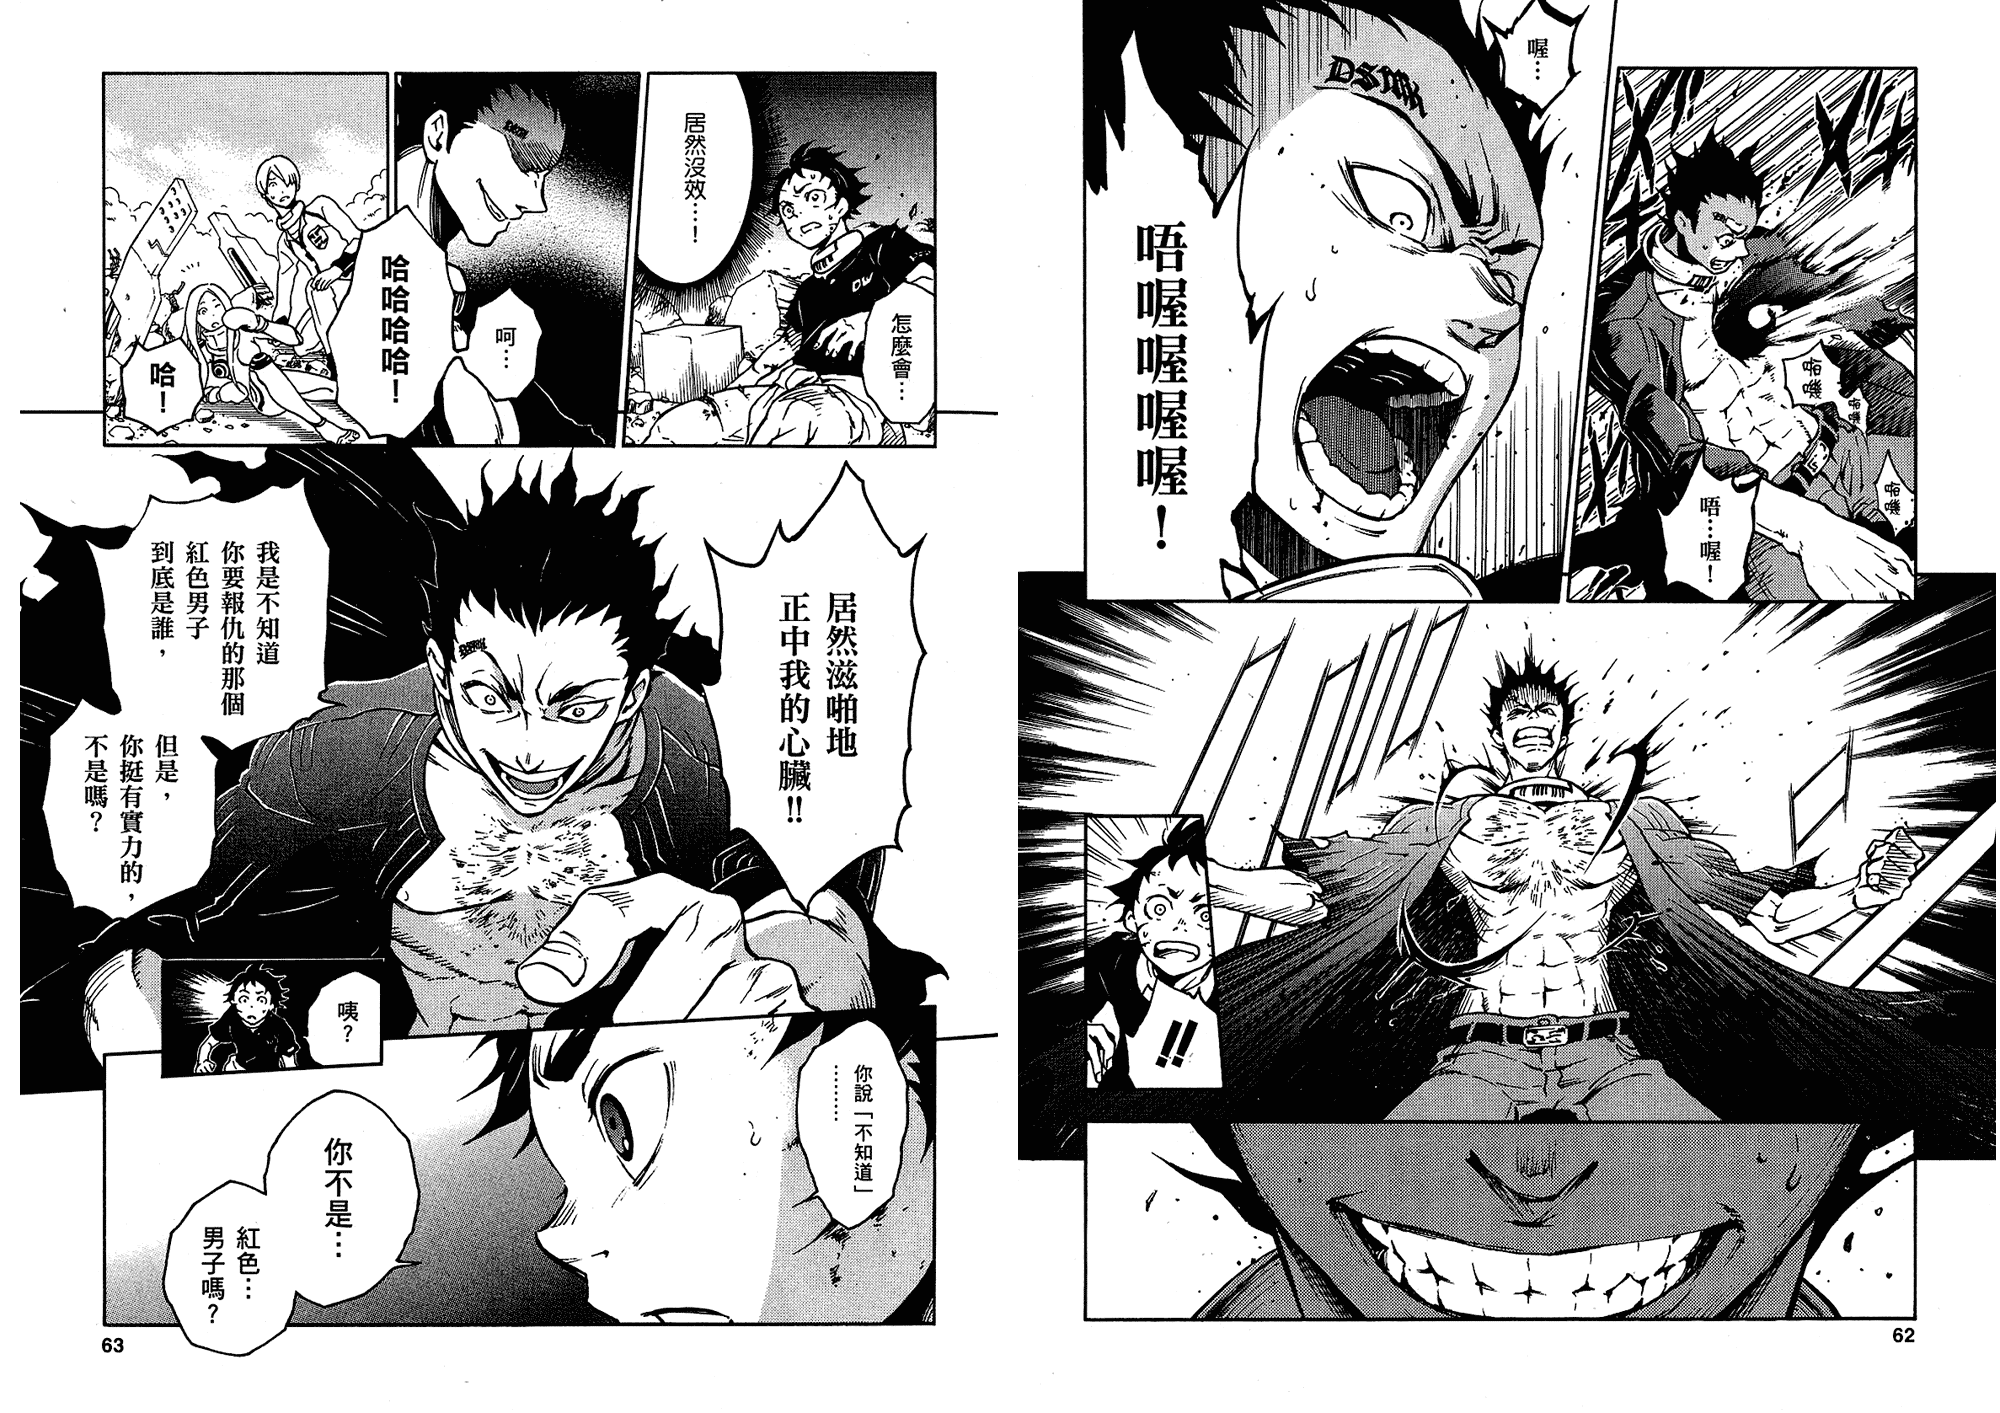 唔…喔!
嗡嘰
嗡嘰
嗡嘰
喔…
唔喔喔喔喔!
!!
62
怎麼會…
居然沒效…!
呵…
哈哈哈哈!
哈!
居然滋啪地
正中我的心臟!!
我是不知道
你要報仇的那個
紅色男子
到底是誰，
但是，
你挺有實力的，
不是嗎?
咦?
你說「不知道」
………
你不是…
紅色…
男子嗎?
63